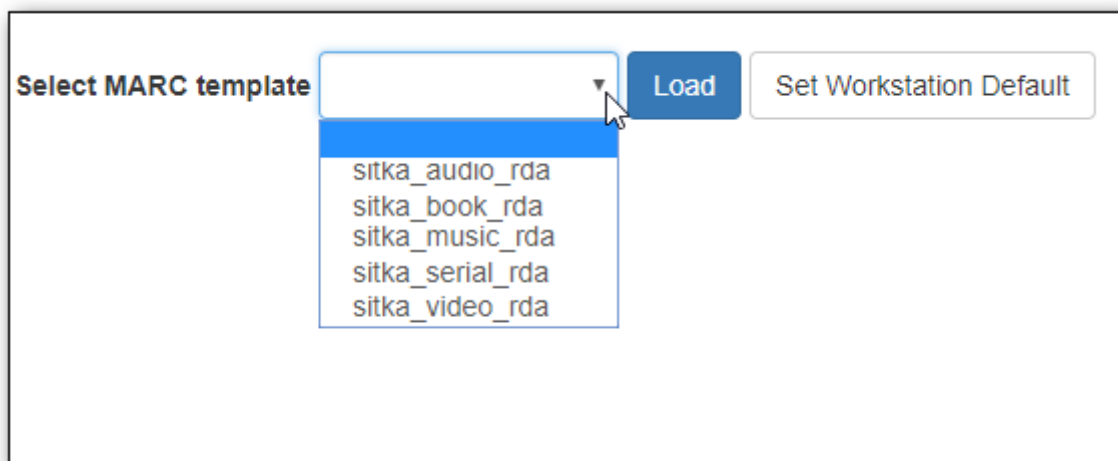 Select MARC template Load Set Workstation Default
sitka_audio_rda
sitka_book_rda
sitka_music_rda
sitka_serial_rda
sitka_video_rda